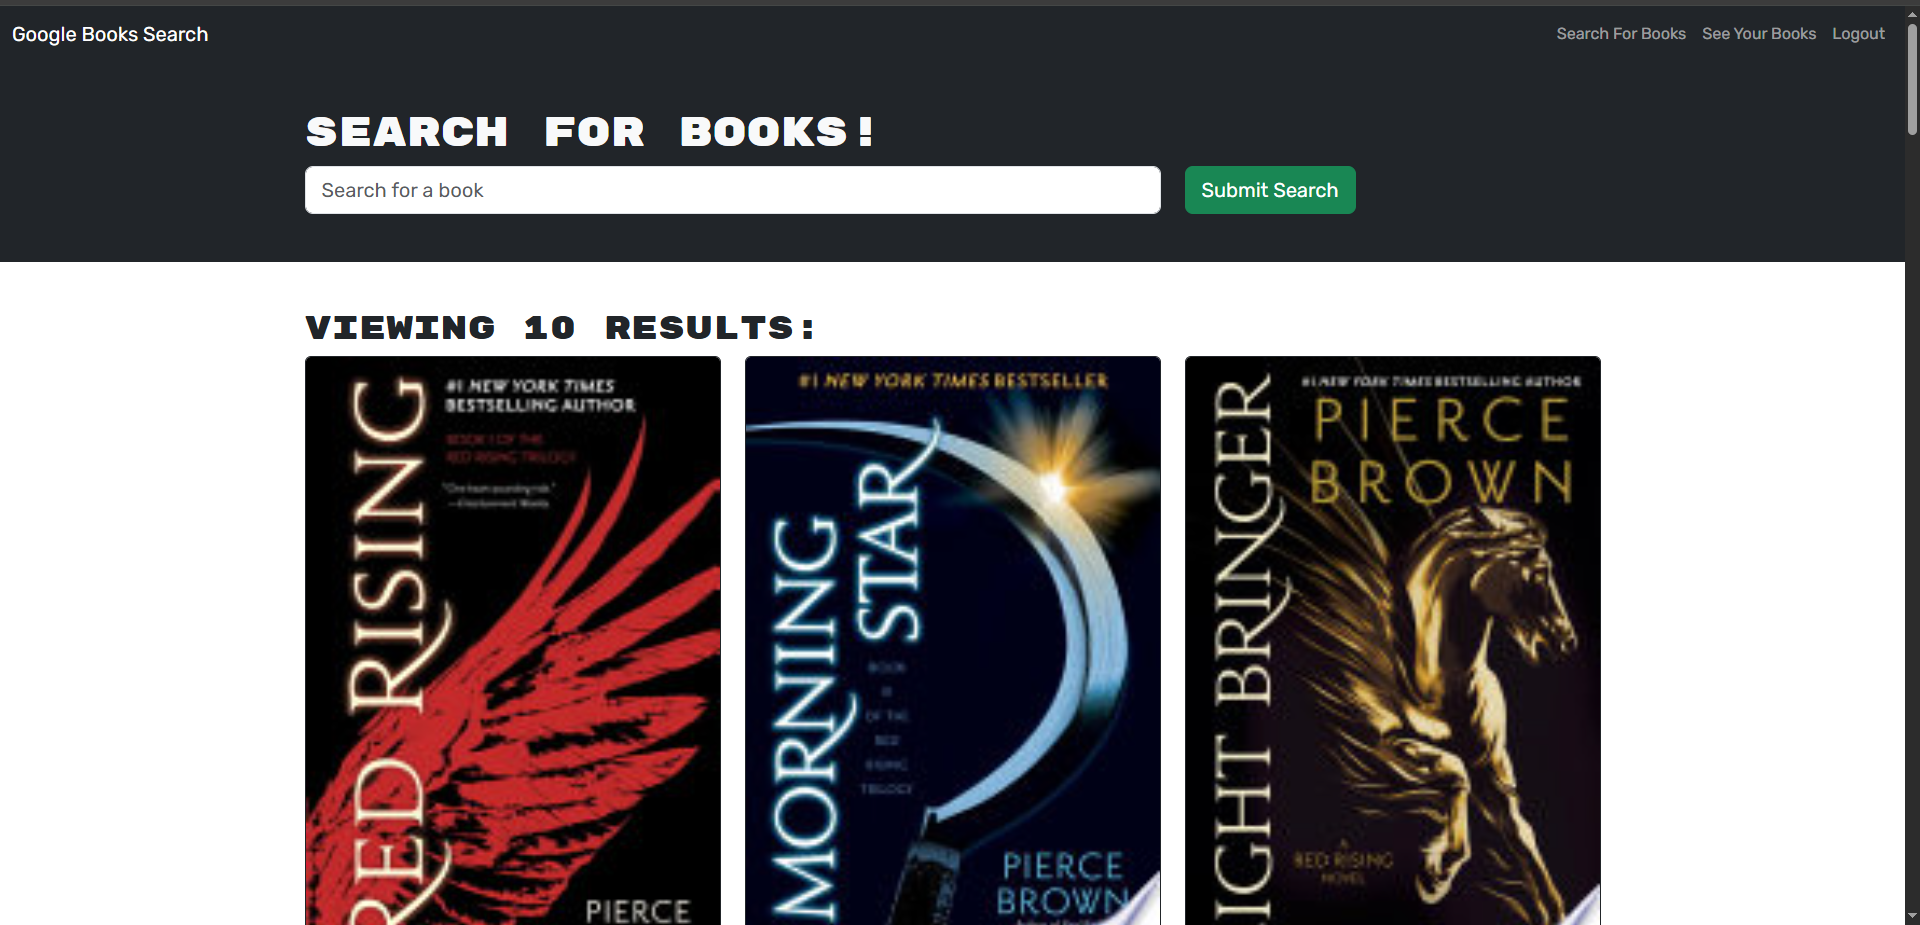 Google Books Search
Search For Books
See Your Books
Logout
SEARCH FOR BOOKS!
Search for a book
Submit Search
VIEWING 10 RESULTS:
RED RISING
#1 NEW YORK TIMES
BESTSELLING AUTHOR
BOOK I OF THE
RED RISING TRILOGY
PIERCE
#1 NEW YORK TIMES BESTSELLER
MORNING
STAR
BOOK
OF THE
RED
RISING
TRILOGY
PIERCE
BROWN
#1 NEW YORK TIMES BESTSELLING AUTHOR
PIERCE
BROWN
IGHT BRINGER
A
RED RISING
NOVEL